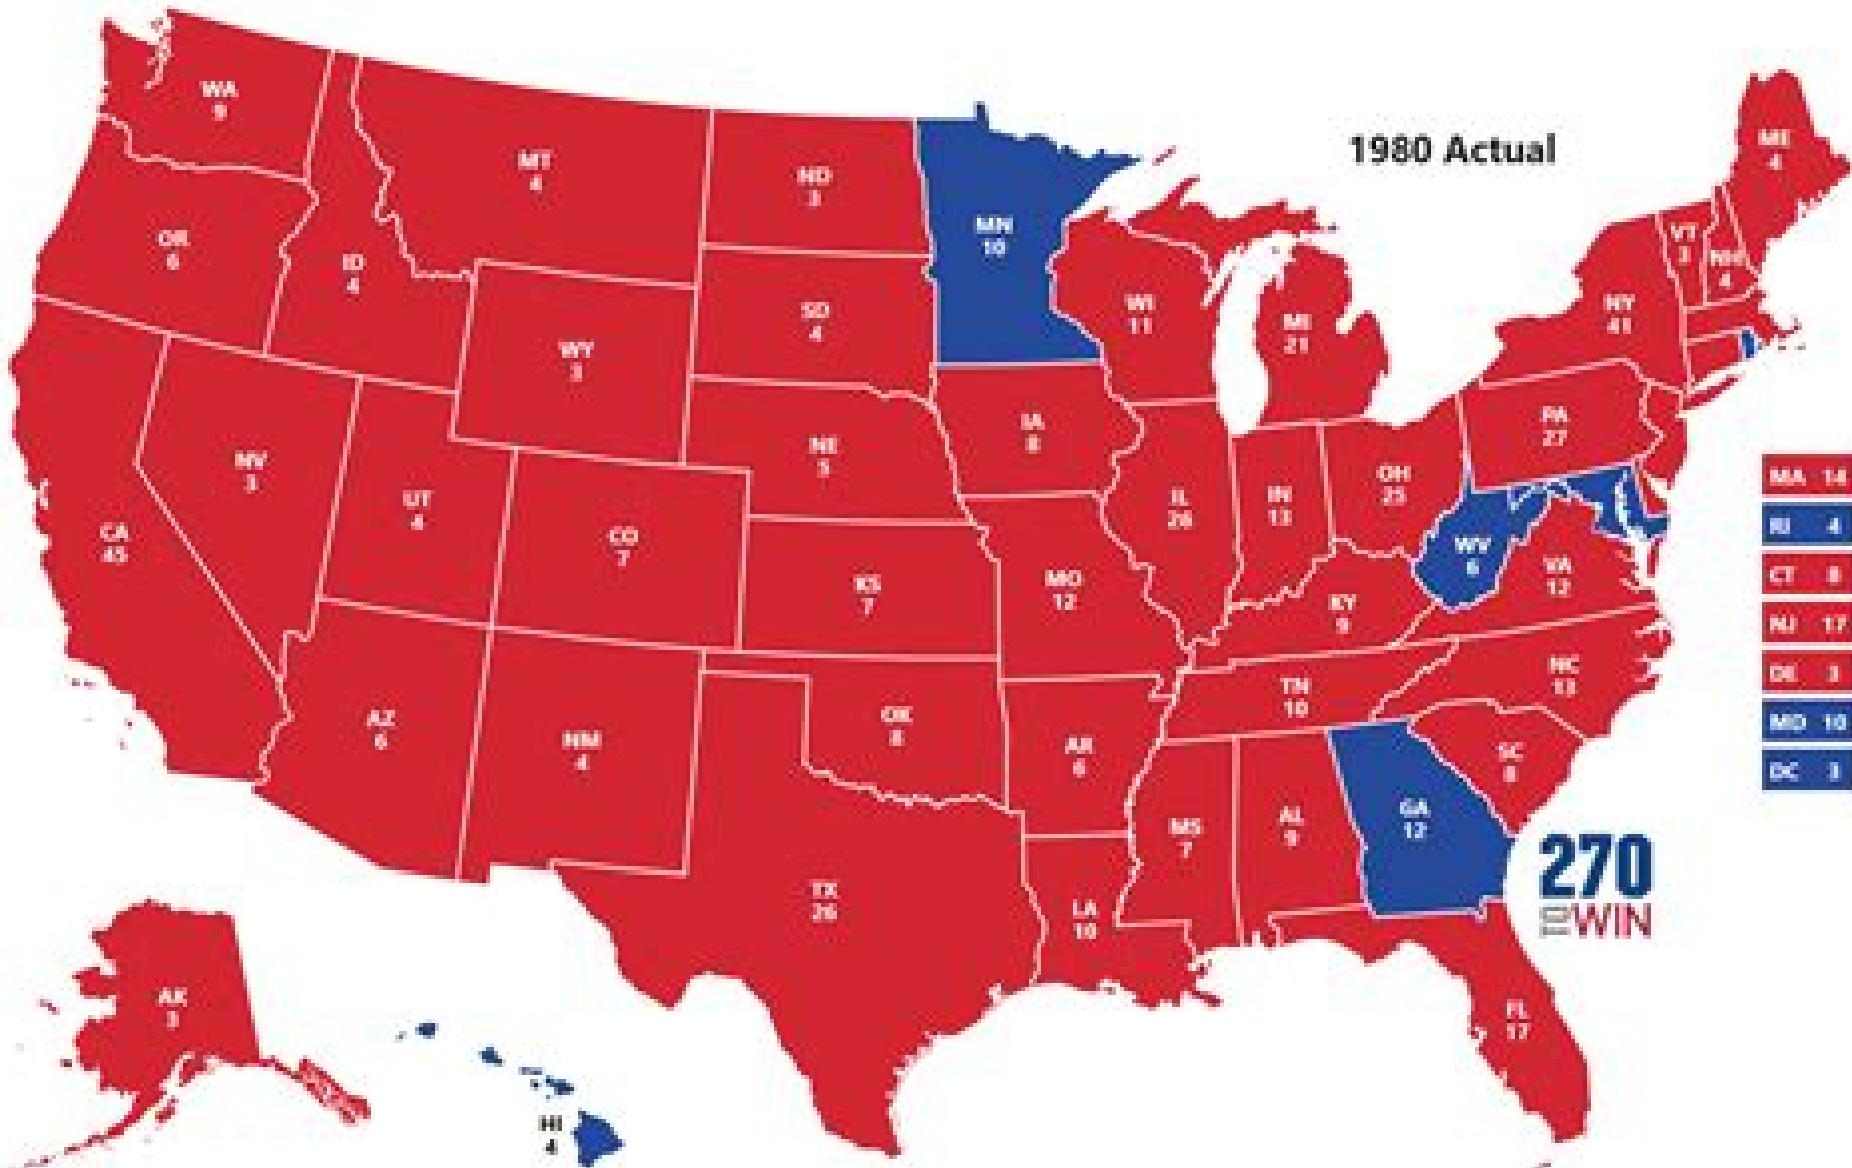 WA
9
MT
4
ND
3
1980 Actual
ME
4
OR
6
ID
4
MN
10
VT
3
NH
4
WY
3
SD
4
WI
11
MI
21
NY
41
CA
45
NV
3
UT
4
CO
7
NE
5
IA
8
IL
26
IN
13
OH
25
PA
27
WV
6
VA
12
KS
7
MO
12
KY
9
AZ
6
NM
4
OK
8
AR
6
TN
10
NC
13
SC
8
TX
26
LA
10
MS
7
AL
9
GA
12
FL
17
AK
3
HI
4
MA 14
RI 4
CT 8
NJ 17
DE 3
MD 10
DC 3
270
TO WIN